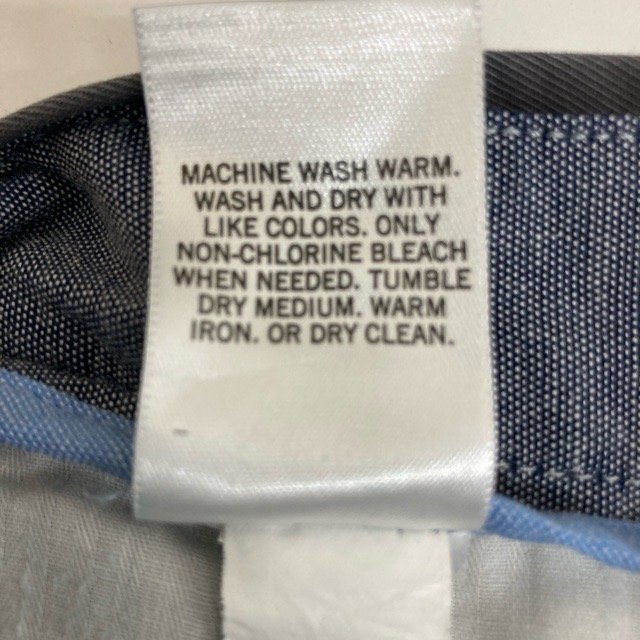 MACHINE WASH WARM.
WASH AND DRY WITH
LIKE COLORS. ONLY
NON-CHLORINE BLEACH
WHEN NEEDED. TUMBLE
DRY MEDIUM. WARM
IRON. OR DRY CLEAN.